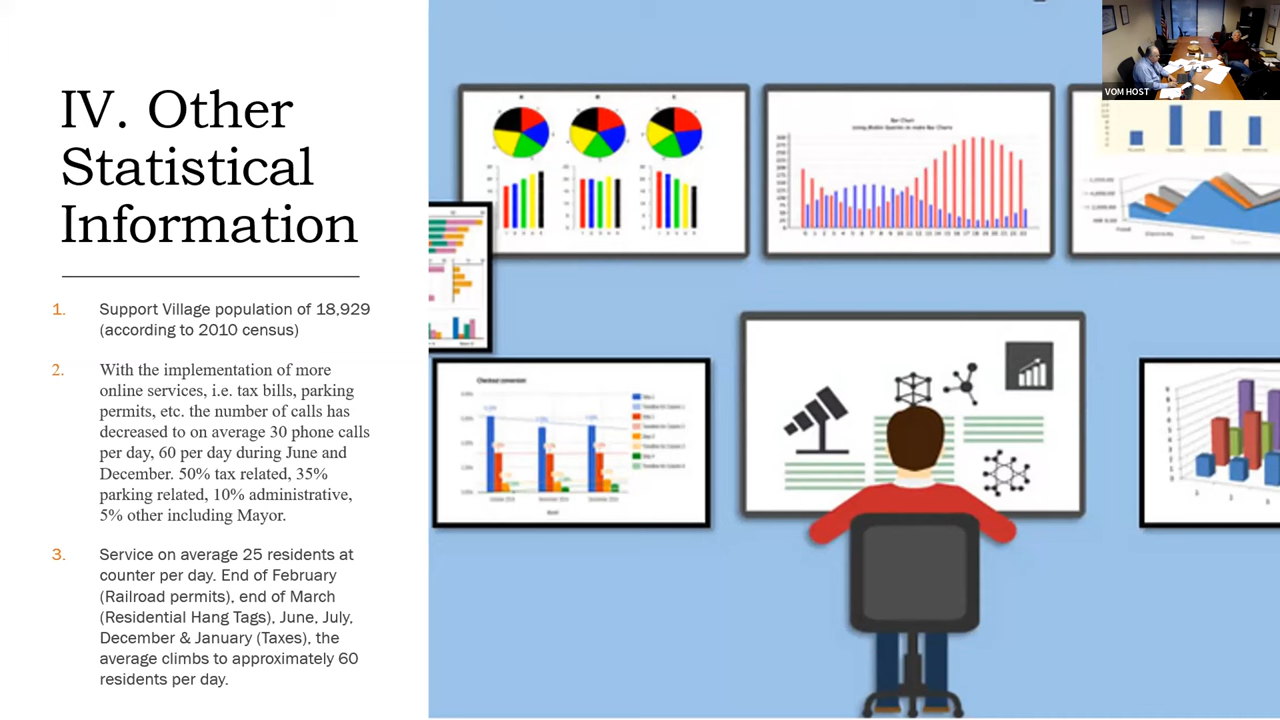 IV. Other
Statistical
Information
1. Support Village population of 18,929
(according to 2010 census)
2. With the implementation of more
online services, i.e. tax bills, parking
permits, etc. the number of calls has
decreased to on average 30 phone calls
per day, 60 per day during June and
December. 50% tax related, 35%
parking related, 10% administrative,
5% other including Mayor.
3. Service on average 25 residents at
counter per day. End of February
(Railroad permits), end of March
(Residential Hang Tags), June, July,
December & January (Taxes), the
average climbs to approximately 60
residents per day.
VOM HOST
Bar Chart
Checkout conversion